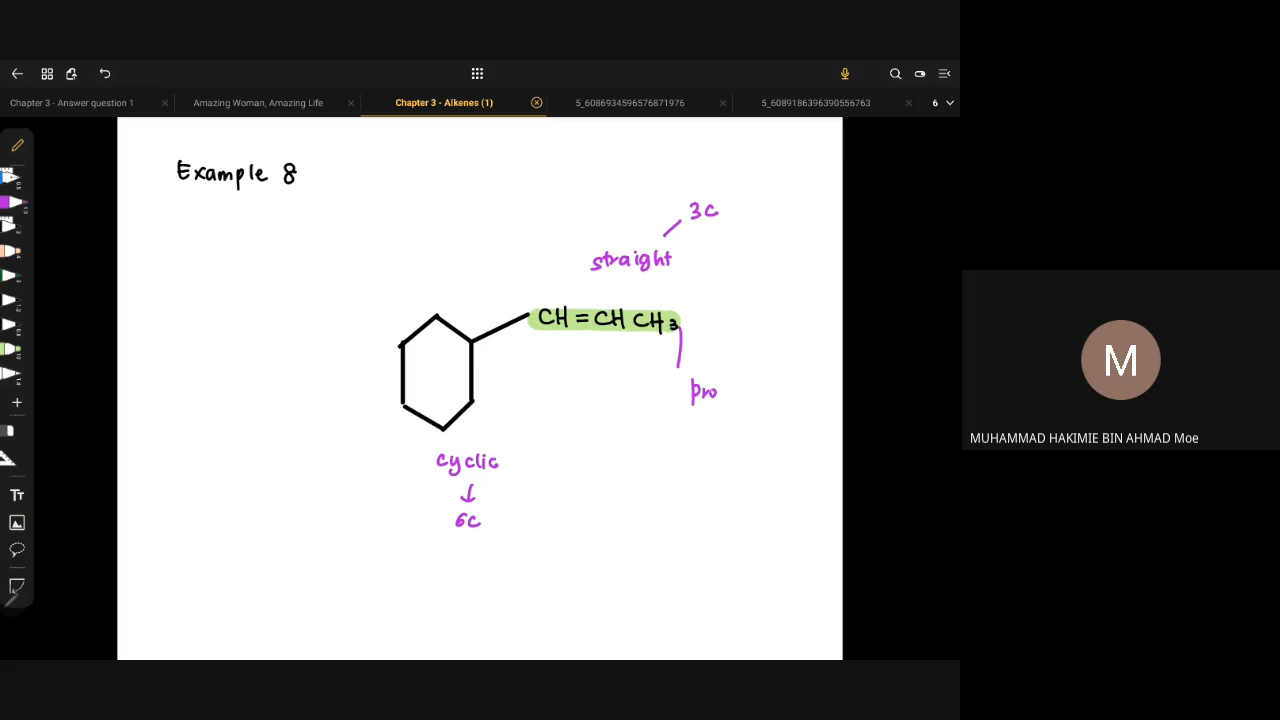 Chapter 3 - Answer question 1
Amazing Woman, Amazing Life
Chapter 3 - Alkenes (1)
5_6086934596576871976
5_6089186396390556763
6
Example 8
3C
straight
CH = CH CH3
pro
cyclic
↓
6C
Tt
M
MUHAMMAD HAKIMIE BIN AHMAD Moe